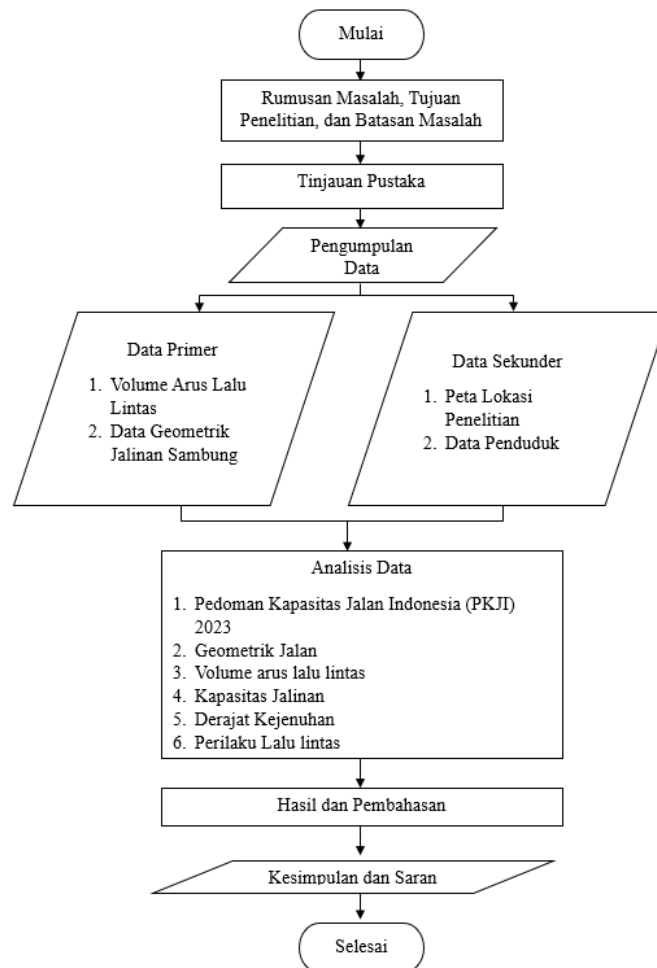 Mulai
Rumusan Masalah, Tujuan
Penelitian, dan Batasan Masalah
Tinjauan Pustaka
Pengumpulan
Data
Data Primer
1. Volume Arus Lalu
Lintas
2. Data Geometrik
Jalinan Sambung
Data Sekunder
1. Peta Lokasi
Penelitian
2. Data Penduduk
Analisis Data
1. Pedoman Kapasitas Jalan Indonesia (PKJI)
2023
2. Geometrik Jalan
3. Volume arus lalu lintas
4. Kapasitas Jalinan
5. Derajat Kejenuhan
6. Perilaku Lalu lintas
Hasil dan Pembahasan
Kesimpulan dan Saran
Selesai